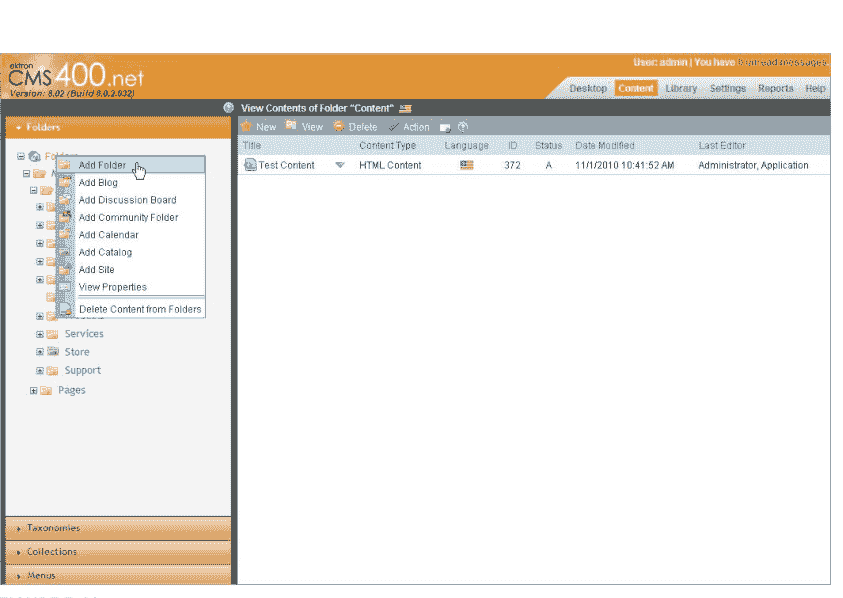 ektron
CMS400.net
Version: 8.02 (Build 8.0.2.032)
User: admin | You have unread messages.
Desktop Content Library Settings Reports Help
View Contents of Folder "Content"
Folders
New View Delete Action
Title Content Type Language ID Status Date Modified Last Editor
Test Content HTML Content 372 A 11/1/2010 10:41:52 AM Administrator, Application
Add Folder
Add Blog
Add Discussion Board
Add Community Folder
Add Calendar
Add Catalog
Add Site
View Properties
Delete Content from Folders
Services
Store
Support
Pages
Taxonomies
Collections
Menus